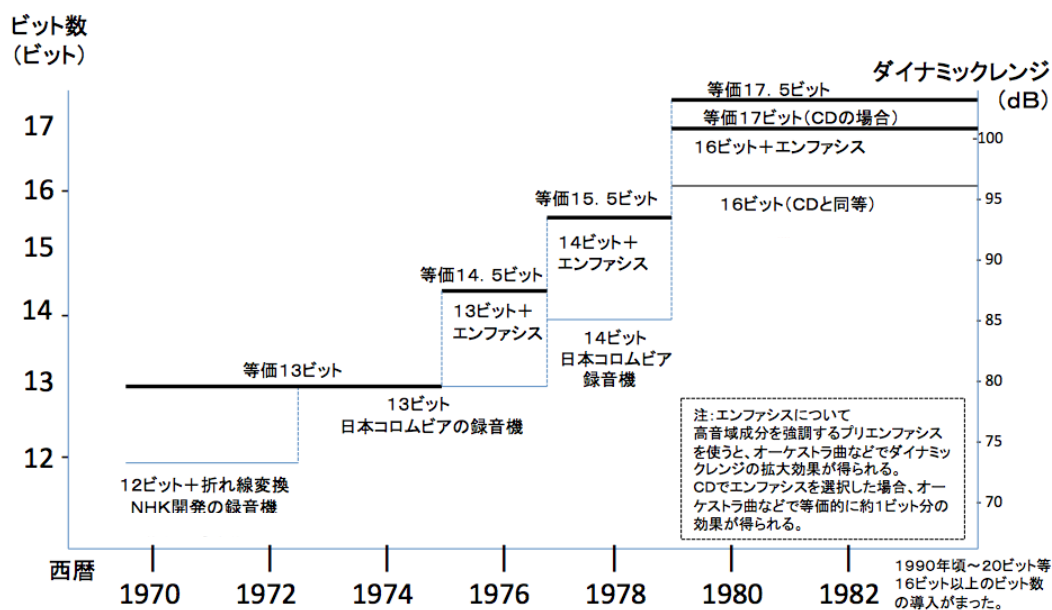 ビット数
(ビット)
ダイナミックレンジ
(dB)
17
16
15
14
13
12
100
95
90
85
80
75
70
等価17.5ビット
等価17ビット(CDの場合)
16ビット+エンファシス
16ビット(CDと同等)
等価15.5ビット
14ビット+
エンファシス
14ビット
日本コロムビア
録音機
等価14.5ビット
13ビット+
エンファシス
等価13ビット
13ビット
日本コロムビアの録音機
12ビット+折れ線変換
NHK開発の録音機
注:エンファシスについて
高音域成分を強調するプリエンファシス
を使うと、オーケストラ曲などでダイナミッ
クレンジの拡大効果が得られる。
CDでエンファシスを選択した場合、オー
ケストラ曲などで等価的に約1ビット分の
効果が得られる。
西暦
1970
1972
1974
1976
1978
1980
1982
1990年頃~20ビット等
16ビット以上のビット数
の導入がまった。